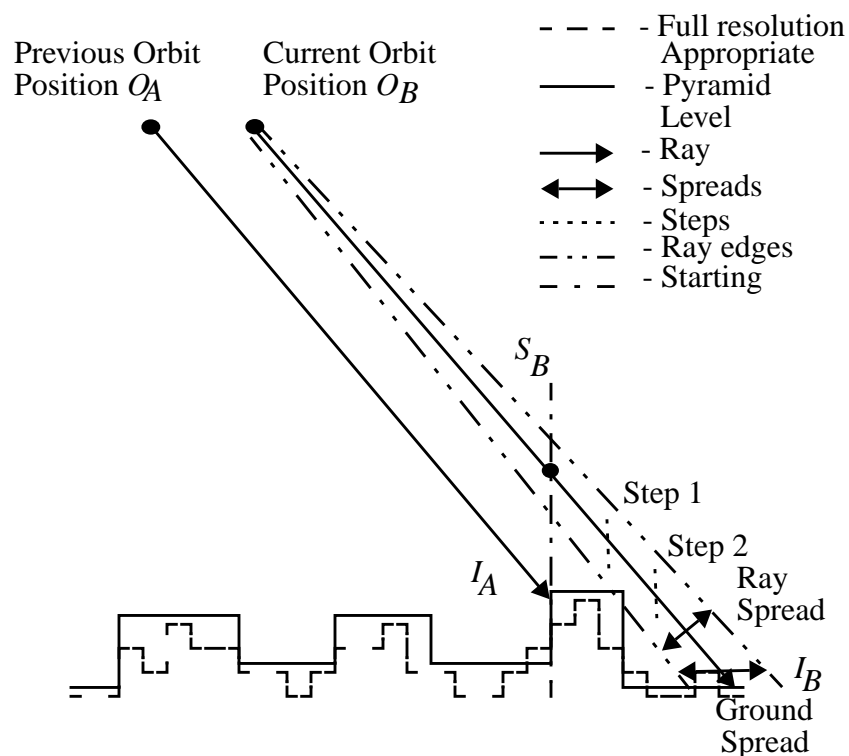 Previous Orbit
Position O_A
Current Orbit
Position O_B
- Full resolution
Appropriate
- Pyramid
Level
- Ray
- Spreads
- Steps
- Ray edges
- Starting
S_B
Step 1
Step 2
I_A
Ray
Spread
I_B
Ground
Spread